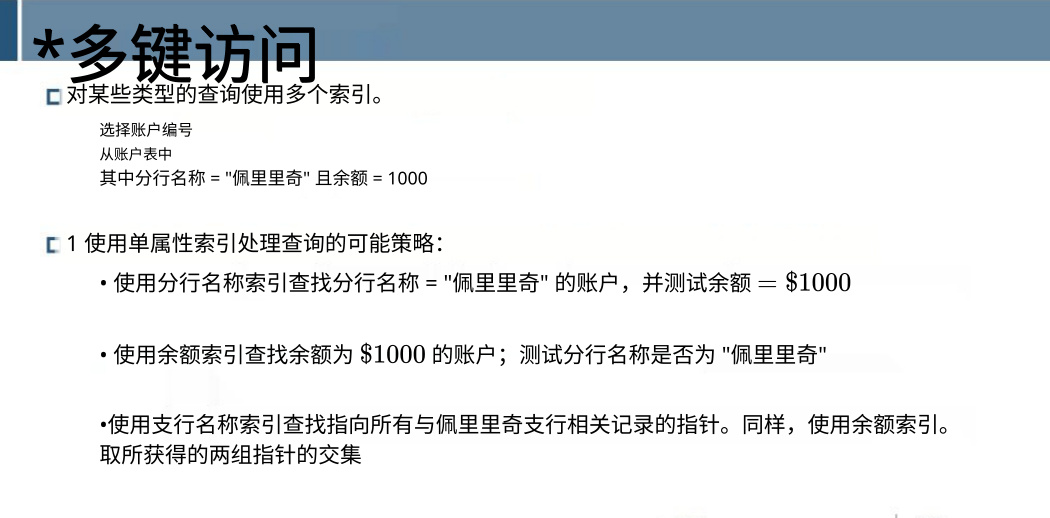 *多键访问
对某些类型的查询使用多个索引。
选择账户编号
从账户表中
其中分行名称 = "佩里里奇" 且余额 = 1000
1 使用单属性索引处理查询的可能策略：
• 使用分行名称索引查找分行名称 = "佩里里奇" 的账户，并测试余额 = $1000
• 使用余额索引查找余额为 $1000 的账户；测试分行名称是否为 "佩里里奇"
•使用支行名称索引查找指向所有与佩里里奇支行相关记录的指针。同样，使用余额索引。
取所获得的两组指针的交集